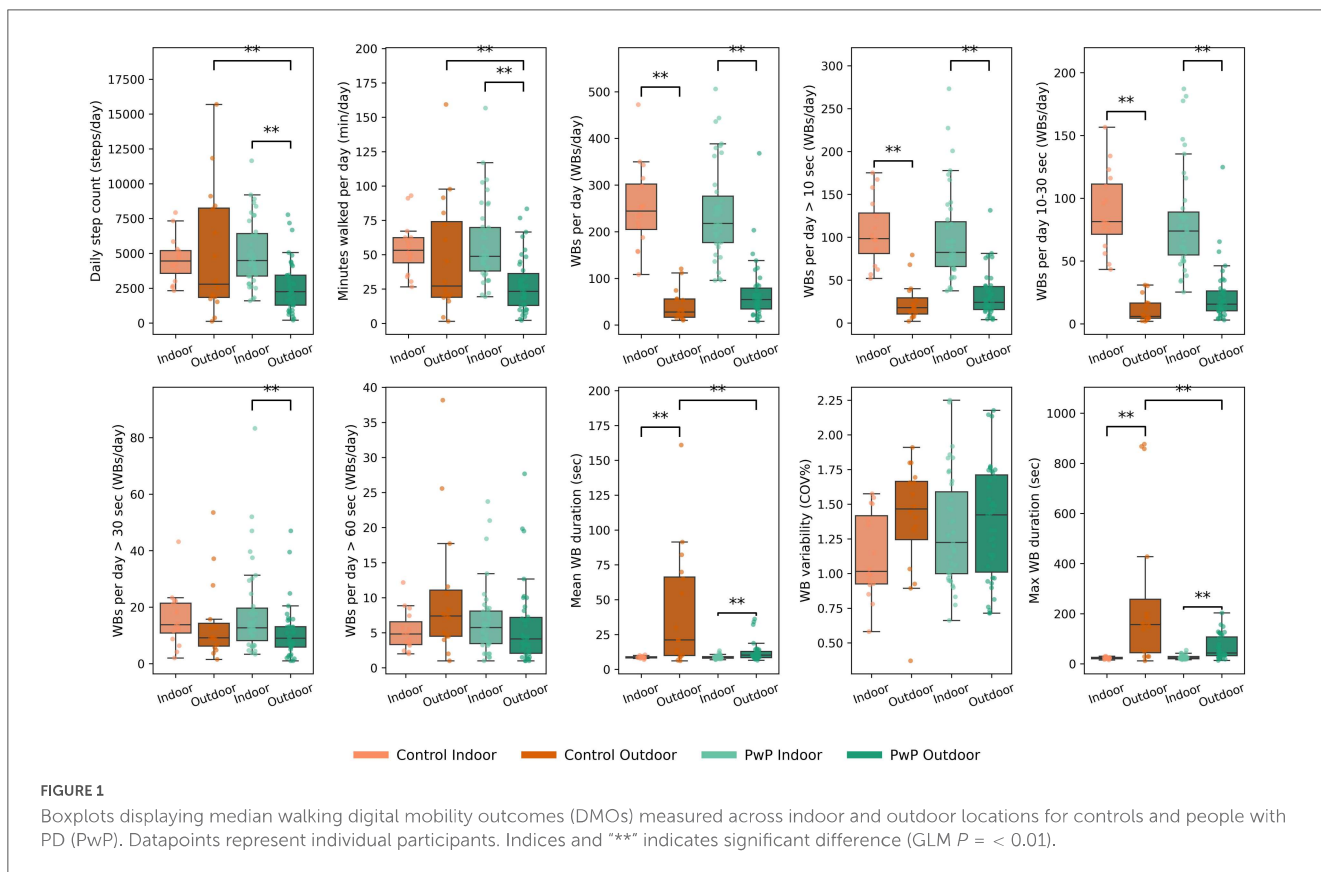 Daily step count (steps/day)
17500
15000
12500
10000
7500
5000
2500
0
**
**
Indoor
Outdoor
Indoor
Outdoor
Minutes walked per day (min/day)
200
175
150
125
100
75
50
25
0
**
**
Indoor
Outdoor
Indoor
Outdoor
WBs per day (WBs/day)
500
400
300
200
100
0
**
**
Indoor
Outdoor
Indoor
Outdoor
WBs per day > 10 sec (WBs/day)
300
250
200
150
100
50
0
**
**
Indoor
Outdoor
Indoor
Outdoor
WBs per day 10-30 sec (WBs/day)
200
150
100
50
0
**
**
Indoor
Outdoor
Indoor
Outdoor
WBs per day > 30 sec (WBs/day)
80
60
40
20
0
**
Indoor
Outdoor
Indoor
Outdoor
WBs per day > 60 sec (WBs/day)
40
35
30
25
20
15
10
5
0
Indoor
Outdoor
Indoor
Outdoor
Mean WB duration (sec)
200
175
150
125
100
75
50
25
0
**
**
**
Indoor
Outdoor
Indoor
Outdoor
WB variability (COV%)
2.25
2.00
1.75
1.50
1.25
1.00
0.75
0.50
Indoor
Outdoor
Indoor
Outdoor
Max WB duration (sec)
1000
800
600
400
200
0
**
**
**
Indoor
Outdoor
Indoor
Outdoor
Control Indoor
Control Outdoor
PwP Indoor
PwP Outdoor
FIGURE 1
Boxplots displaying median walking digital mobility outcomes (DMOs) measured across indoor and outdoor locations for controls and people with
PD (PwP). Datapoints represent individual participants. Indices and “**” indicates significant difference (GLM P = < 0.01).